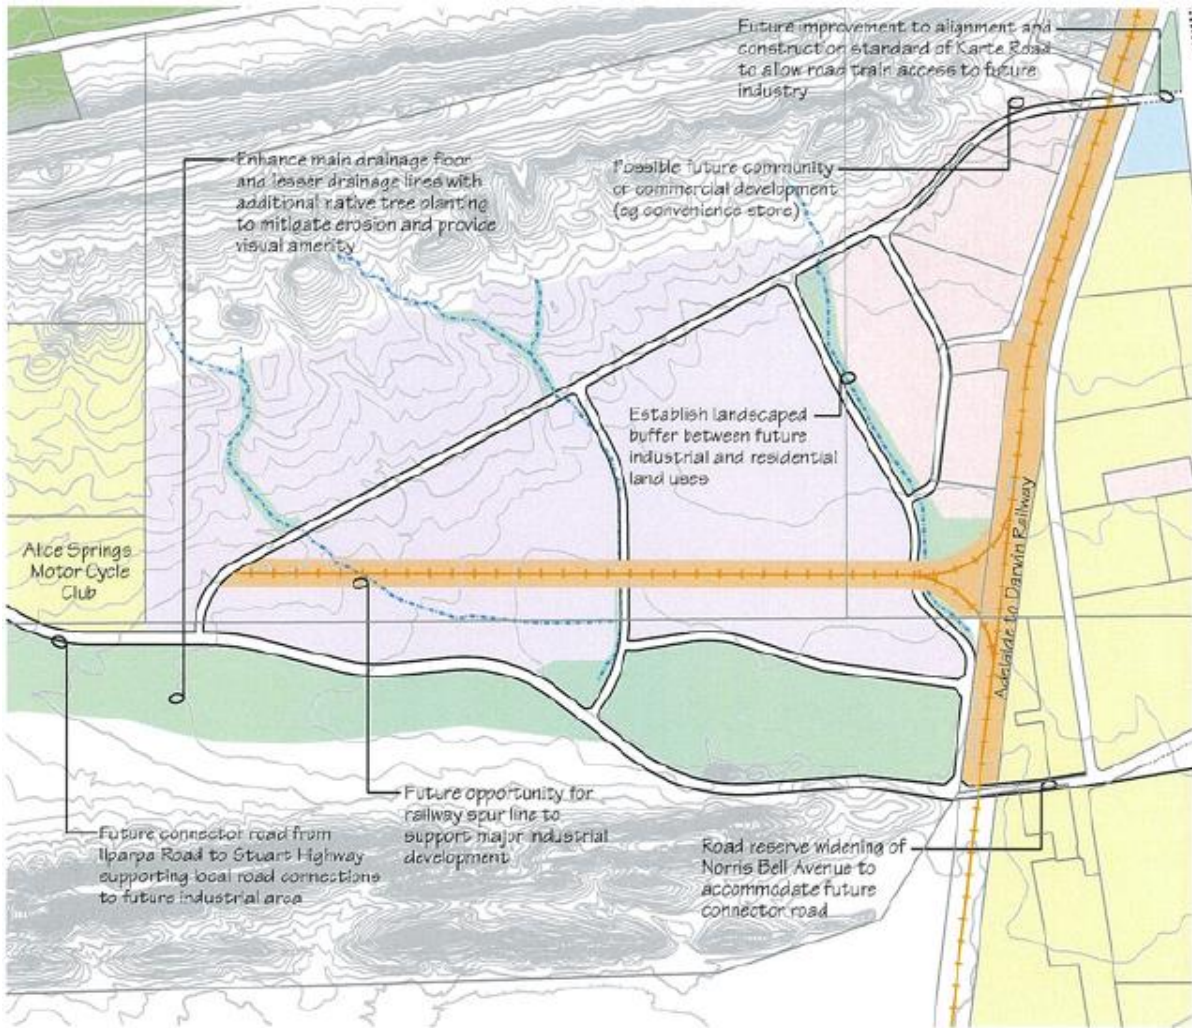 Future improvement to alignment and
construction standard of Karte Road
to allow road train access to future
industry
Enhance main drainage floor
and lesser drainage lines with
additional native tree planting
to mitigate erosion and provide
visual amenity
Possible future community
or commercial development
(eg convenience store)
Establish landscaped
buffer between future
industrial and residential
land uses
Alice Springs
Motor Cycle
Club
Adelaide to Darwin Railway
Future opportunity for
railway spur line to
support major industrial
development
Future connector road from
Ilparpa Road to Stuart Highway
supporting local road connections
to future industrial area
Road reserve widening of
Norris Bell Avenue to
accommodate future
connector road